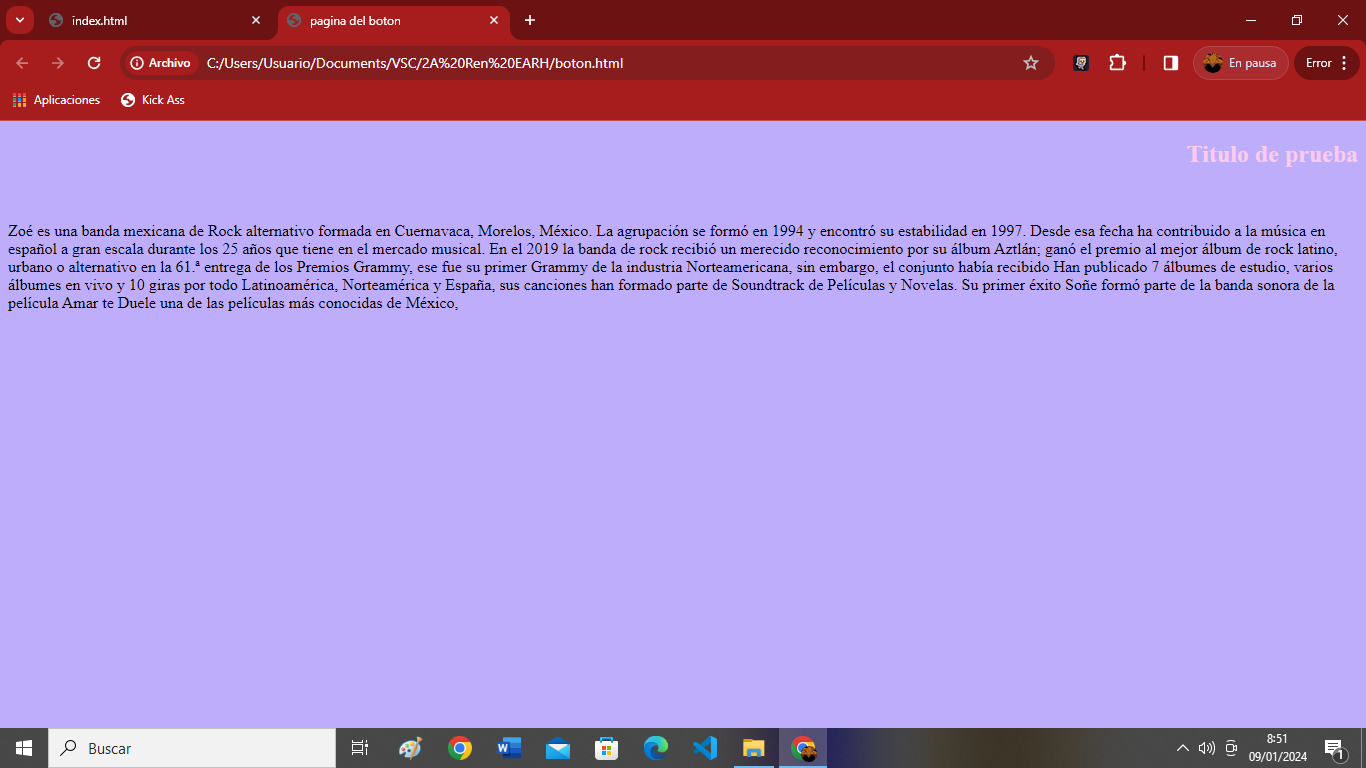 index.html
pagina del boton
Archivo
C:/Users/Usuario/Documents/VSC/2A%20Ren%20EARH/boton.html
En pausa
Error
Aplicaciones
Kick Ass
Titulo de prueba
Zoé es una banda mexicana de Rock alternativo formada en Cuernavaca, Morelos, México. La agrupación se formó en 1994 y encontró su estabilidad en 1997. Desde esa fecha ha contribuido a la música en
español a gran escala durante los 25 años que tiene en el mercado musical. En el 2019 la banda de rock recibió un merecido reconocimiento por su álbum Aztlán; ganó el premio al mejor álbum de rock latino,
urbano o alternativo en la 61.ª entrega de los Premios Grammy, ese fue su primer Grammy de la industria Norteamericana, sin embargo, el conjunto había recibido Han publicado 7 álbumes de estudio, varios
álbumes en vivo y 10 giras por todo Latinoamérica, Norteamérica y España, sus canciones han formado parte de Soundtrack de Películas y Novelas. Su primer éxito Soñe formó parte de la banda sonora de la
película Amar te Duele una de las películas más conocidas de México,
Buscar
8:51
09/01/2024
1